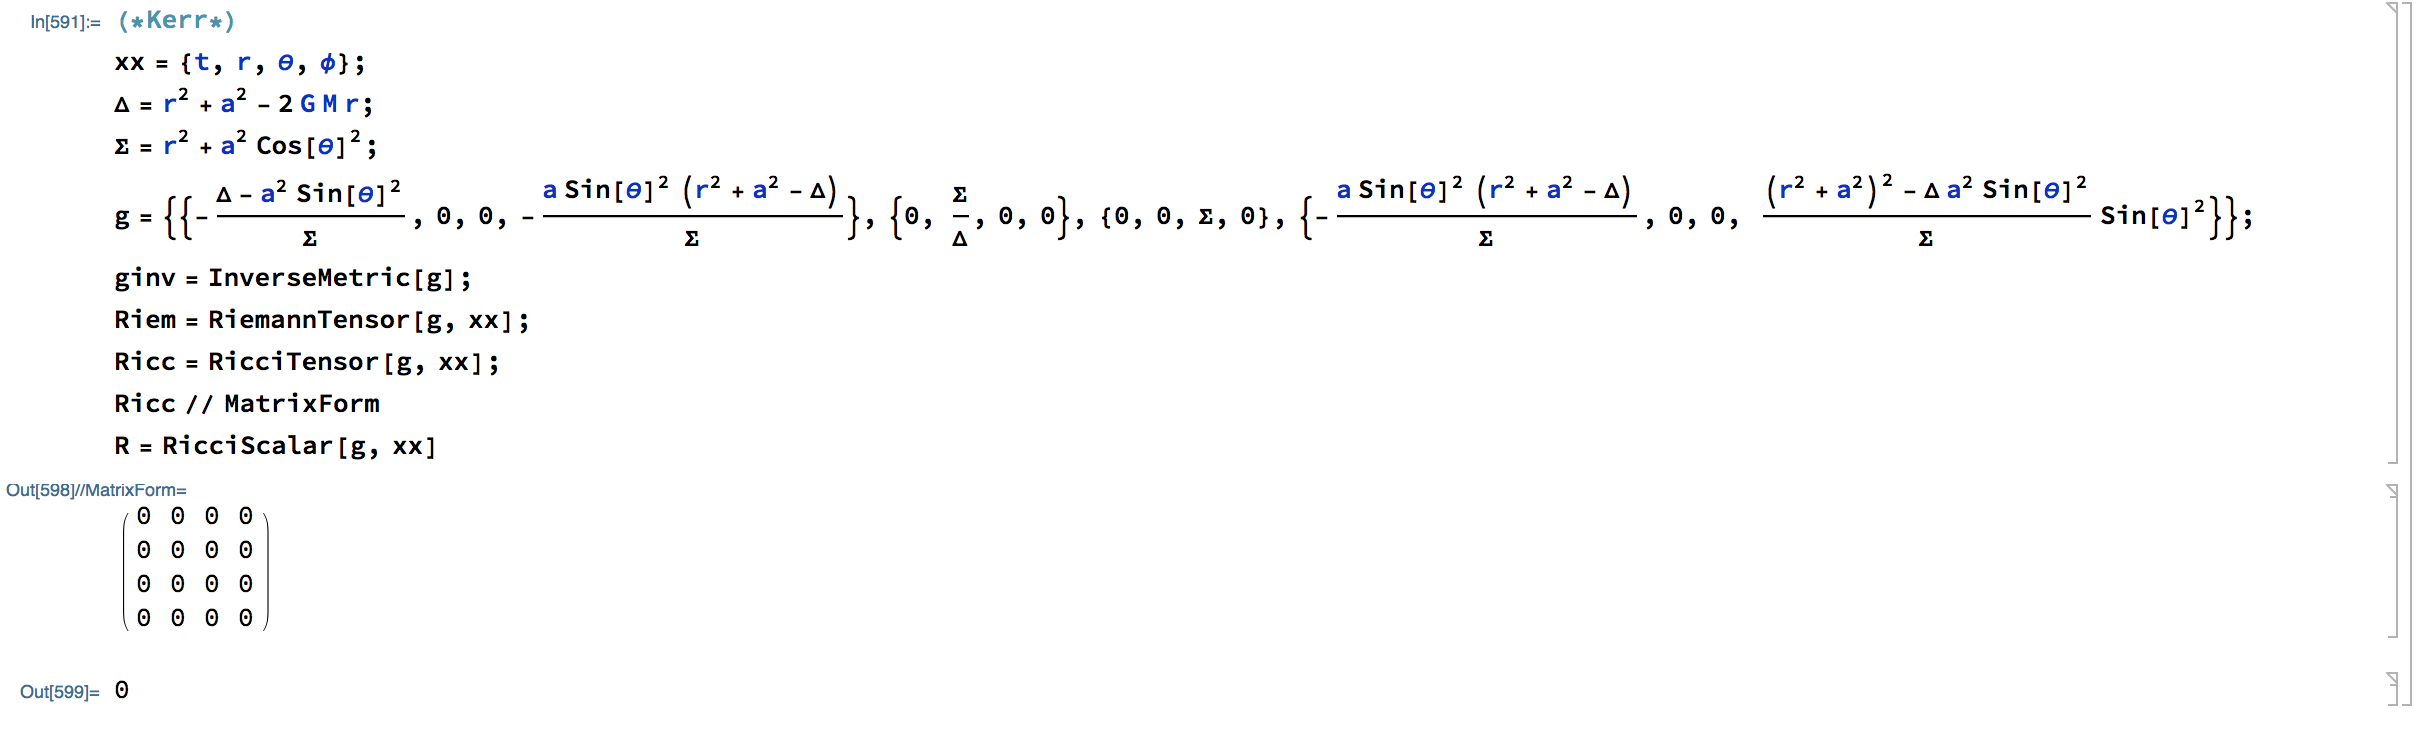 In[591]:= (*Kerr*)
xx = {t, r, θ, ϕ};
Δ = r² + a² - 2 G M r;
Σ = r² + a² Cos[θ]²;
g = {{-(Δ - a² Sin[θ]²)/Σ, 0, 0, -(a Sin[θ]² (r² + a² - Δ))/Σ}, {0, Σ/Δ, 0, 0}, {0, 0, Σ, 0}, {-(a Sin[θ]² (r² + a² - Δ))/Σ, 0, 0, ((r² + a²)² - Δ a² Sin[θ]²)/Σ Sin[θ]²}};
ginv = InverseMetric[g];
Riem = RiemannTensor[g, xx];
Ricc = RicciTensor[g, xx];
Ricc // MatrixForm
R = RicciScalar[g, xx]
Out[598]//MatrixForm=
0 0 0 0
0 0 0 0
0 0 0 0
0 0 0 0
Out[599]= 0